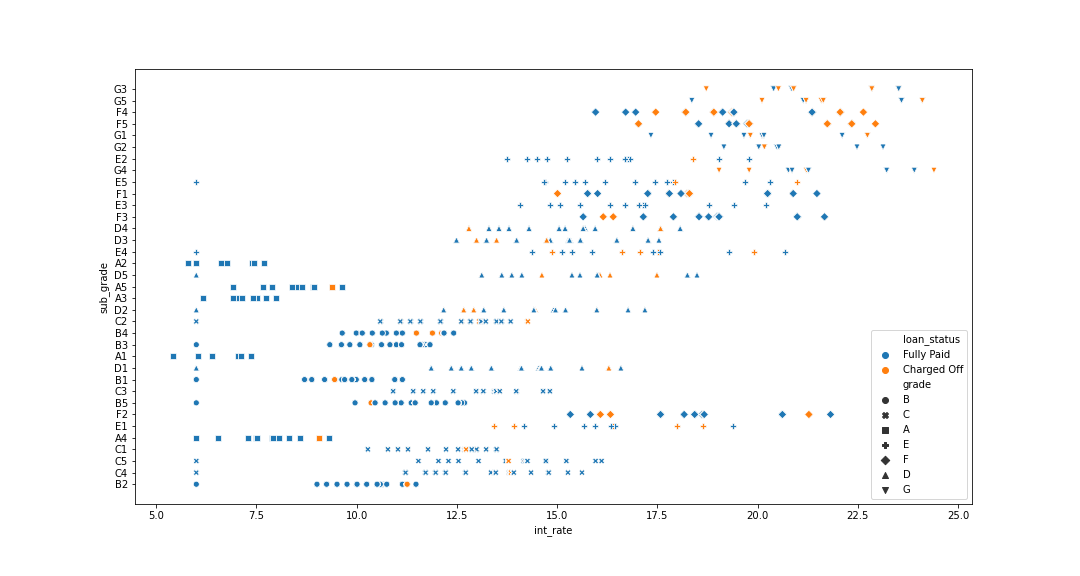 G3
G5
F4
F5
G1
G2
E2
G4
E5
F1
E3
F3
D4
D3
E4
A2
D5
A5
A3
D2
C2
B4
B3
A1
D1
B1
C3
B5
F2
E1
A4
C1
C5
C4
B2
sub_grade
loan_status
Fully Paid
Charged Off
grade
B
C
A
E
F
D
G
5.0 7.5 10.0 12.5 15.0 17.5 20.0 22.5 25.0
int_rate